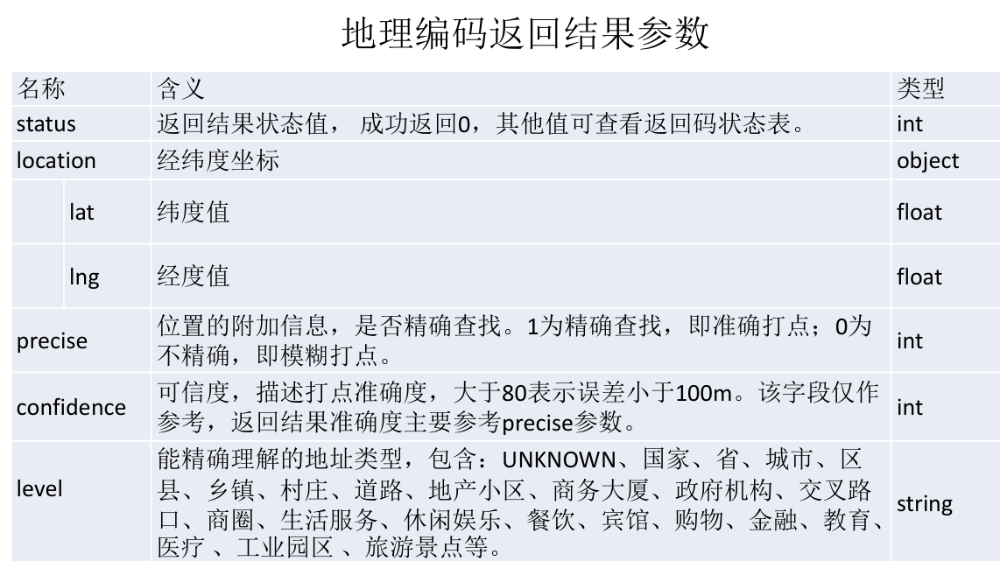 地理编码返回结果参数
名称 含义 类型
status 返回结果状态值， 成功返回0，其他值可查看返回码状态表。 int
location 经纬度坐标 object
lat 纬度值 float
lng 经度值 float
precise 位置的附加信息，是否精确查找。1为精确查找，即准确打点；0为
不精确，即模糊打点。 int
confidence 可信度，描述打点准确度，大于80表示误差小于100m。该字段仅作
参考，返回结果准确度主要参考precise参数。 int
level 能精确理解的地址类型，包含：UNKNOWN、国家、省、城市、区
县、乡镇、村庄、道路、地产小区、商务大厦、政府机构、交叉路
口、商圈、生活服务、休闲娱乐、餐饮、宾馆、购物、金融、教育、
医疗 、工业园区 、旅游景点等。 string